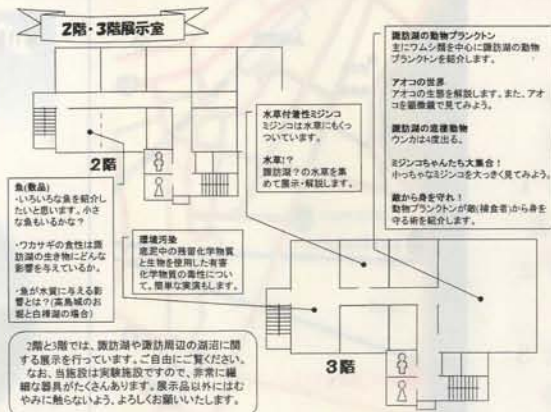 2階・3階展示室
諏訪湖の動物プランクトン
主にワムシ類を中心に諏訪湖の動物
プランクトンを紹介します。
アオコの世界
アオコの生態を解説します。また、アオ
コを顕微鏡で見てみよう。
諏訪湖の底棲動物
ウンカは4度出る。
ミジンコちゃんたち大集合！
小っちゃなミジンコを大っきく見てみよう。
敵から身を守れ！
動物プランクトンが敵(捕食者)から身を
守る術を紹介します。
水草付着性ミジンコ
ミジンコは水草にもくっ
ついています。
水草!?
諏訪湖？の水草を集
めて展示・解説します。
2階
魚(数品)
・いろいろな魚を紹介し
たいと思います。小さ
な魚もいるかな？
・ワカサギの食性は諏
訪湖の生き物にどんな
影響を与えているか。
・魚が水質に与える影
響とは？(高島城のお
堀と白樺湖の場合)
環境汚染
底泥中の残留化学物質
と生物を使用した有害
化学物質の毒性につい
て。簡単な実演もします。
3階
2階と3階では、諏訪湖や諏訪周辺の湖沼に関
する展示を行っています。ご自由にご覧ください。
なお、当施設は実験施設ですので、非常に繊
細な器具がたくさんあります。展示品以外にはむ
やみに触らないよう、よろしくお願いいたします。